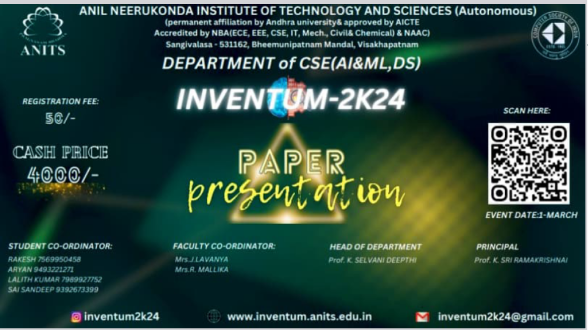 ANIL NEERUKONDA INSTITUTE OF TECHNOLOGY AND SCIENCES (Autonomous)
(permanent affiliation by Andhra university& approved by AICTE
Accredited by NBA(ECE, EEE, CSE, IT, Mech., Civil& Chemical) & NAAC)
Sangivalasa - 531162, Bheemunipatnam Mandal, Visakhapatnam
ANITS
DEPARTMENT of CSE(AI&ML,DS)
INVENTUM-2K24
REGISTRATION FEE:
50/-
CASH PRICE
4000/-
PAPER
presentation
SCAN HERE:
EVENT DATE:1-MARCH
STUDENT CO-ORDINATOR:
RAKESH 7569950458
ARYAN 9493221271
LALITH KUMAR 7989927752
SAI SANDEEP 9392673399
FACULTY CO-ORDINATOR:
Mrs.J.LAVANYA
Mrs.R. MALLIKA
HEAD OF DEPARTMENT
Prof. K. SELVANI DEEPTHI
PRINCIPAL
Prof. K. SRI RAMAKRISHNAI
inventum2k24
www.inventum.anits.edu.in
inventum2k24@gmail.com